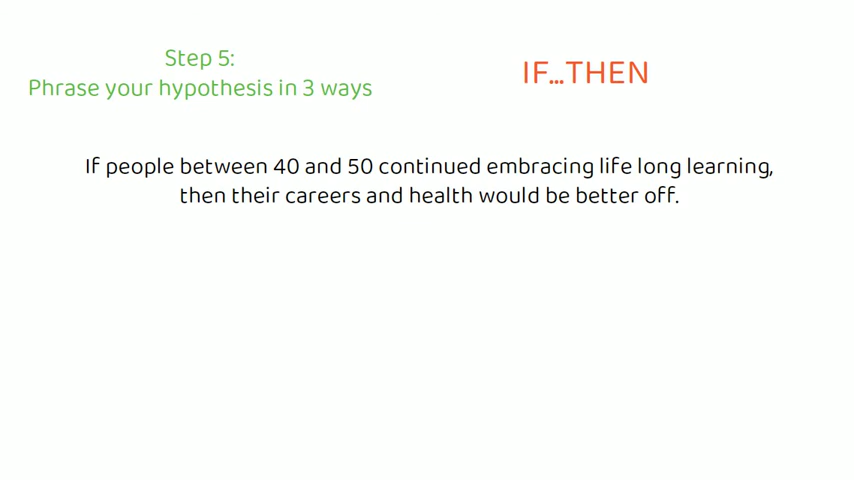 Step 5:
Phrase your hypothesis in 3 ways
IF...THEN
If people between 40 and 50 continued embracing life long learning,
then their careers and health would be better off.